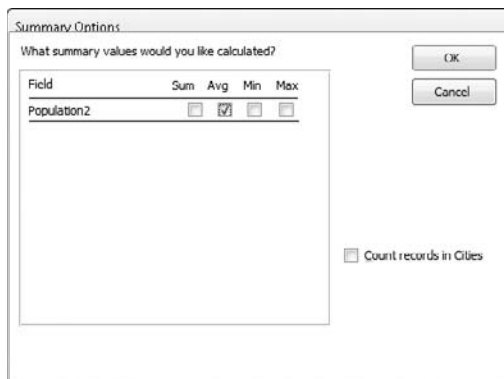 Summary Options
What summary values would you like calculated?
OK
Field Sum Avg Min Max
Cancel
Population2
Count records in Cities